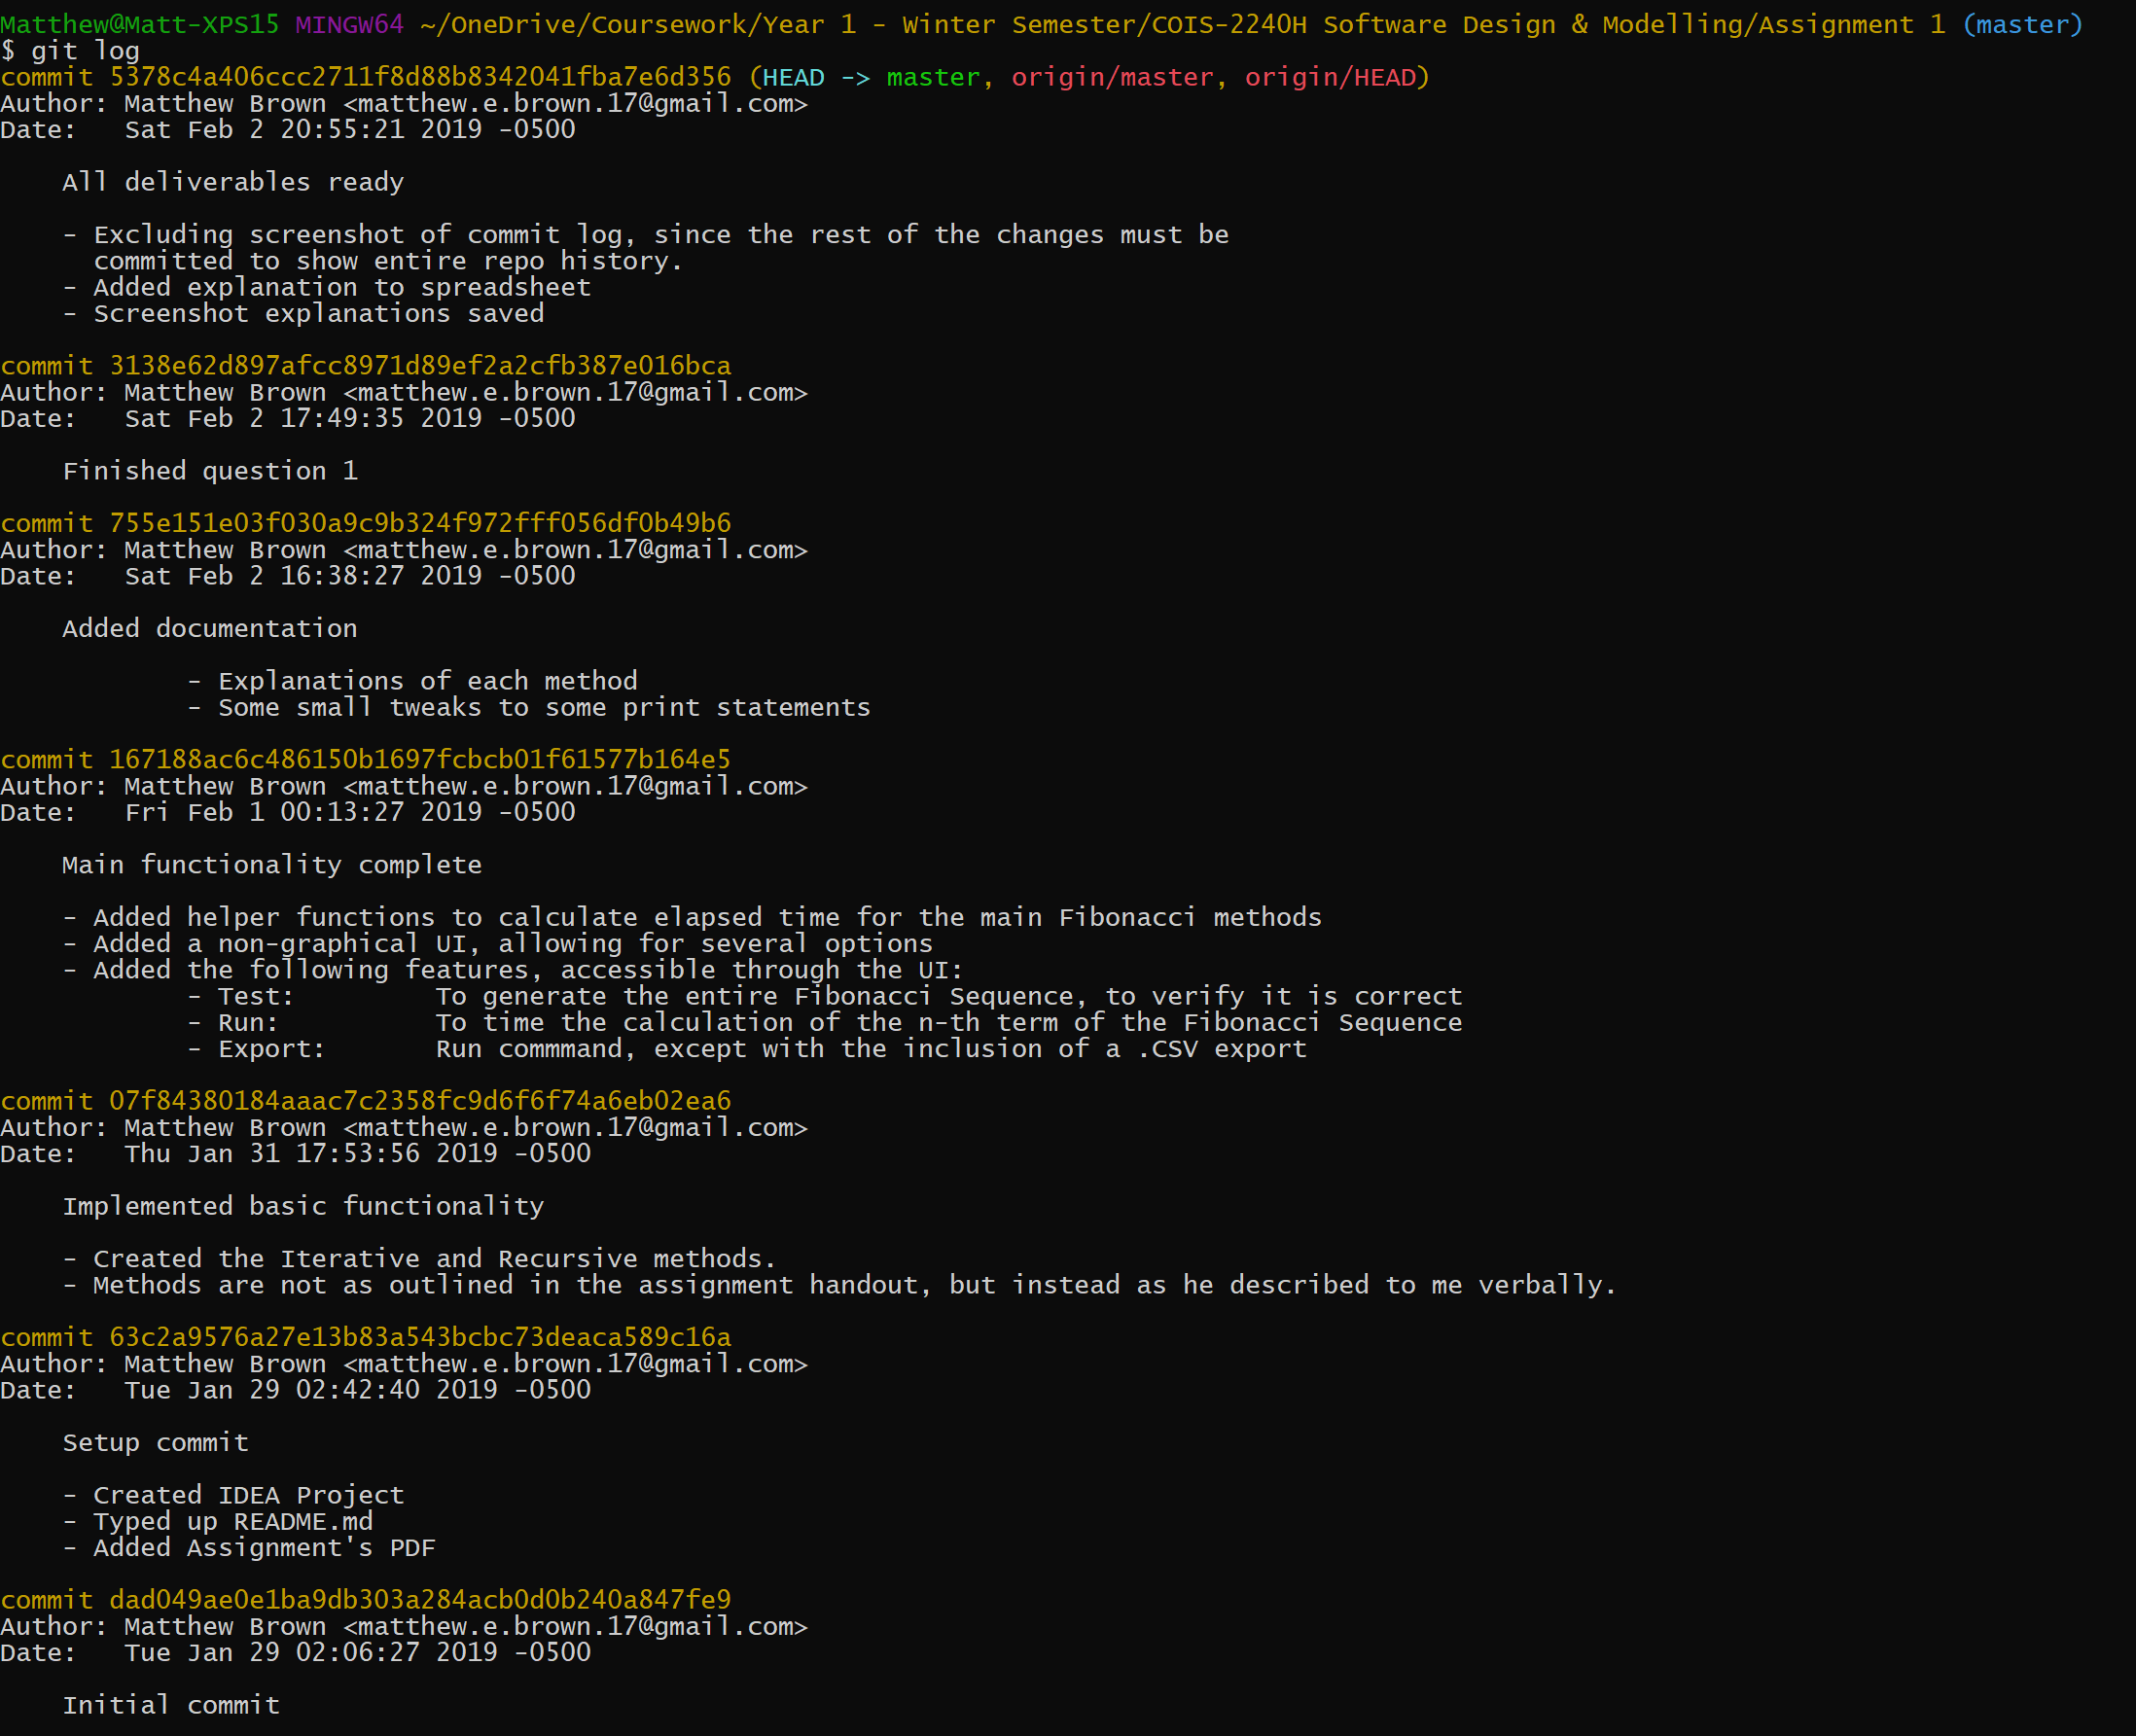 Matthew@Matt-XPS15 MINGW64 ~/OneDrive/Coursework/Year 1 - Winter Semester/COIS-2240H Software Design & Modelling/Assignment 1 (master)
$ git log
commit 5378c4a406ccc2711f8d88b8342041fba7e6d356 (HEAD -> master, origin/master, origin/HEAD)
Author: Matthew Brown <matthew.e.brown.17@gmail.com>
Date:   Sat Feb 2 20:55:21 2019 -0500

    All deliverables ready

    - Excluding screenshot of commit log, since the rest of the changes must be
      committed to show entire repo history.
    - Added explanation to spreadsheet
    - Screenshot explanations saved

commit 3138e62d897afcc8971d89ef2a2cfb387e016bca
Author: Matthew Brown <matthew.e.brown.17@gmail.com>
Date:   Sat Feb 2 17:49:35 2019 -0500

    Finished question 1

commit 755e151e03f030a9c9b324f972fff056df0b49b6
Author: Matthew Brown <matthew.e.brown.17@gmail.com>
Date:   Sat Feb 2 16:38:27 2019 -0500

    Added documentation

            - Explanations of each method
            - Some small tweaks to some print statements

commit 167188ac6c486150b1697fcbcb01f61577b164e5
Author: Matthew Brown <matthew.e.brown.17@gmail.com>
Date:   Fri Feb 1 00:13:27 2019 -0500

    Main functionality complete

    - Added helper functions to calculate elapsed time for the main Fibonacci methods
    - Added a non-graphical UI, allowing for several options
    - Added the following features, accessible through the UI:
            - Test:         To generate the entire Fibonacci Sequence, to verify it is correct
            - Run:          To time the calculation of the n-th term of the Fibonacci Sequence
            - Export:       Run commmand, except with the inclusion of a .CSV export

commit 07f84380184aaac7c2358fc9d6f6f74a6eb02ea6
Author: Matthew Brown <matthew.e.brown.17@gmail.com>
Date:   Thu Jan 31 17:53:56 2019 -0500

    Implemented basic functionality

    - Created the Iterative and Recursive methods.
    - Methods are not as outlined in the assignment handout, but instead as he described to me verbally.

commit 63c2a9576a27e13b83a543bcbc73deaca589c16a
Author: Matthew Brown <matthew.e.brown.17@gmail.com>
Date:   Tue Jan 29 02:42:40 2019 -0500

    Setup commit

    - Created IDEA Project
    - Typed up README.md
    - Added Assignment's PDF

commit dad049ae0e1ba9db303a284acb0d0b240a847fe9
Author: Matthew Brown <matthew.e.brown.17@gmail.com>
Date:   Tue Jan 29 02:06:27 2019 -0500

    Initial commit